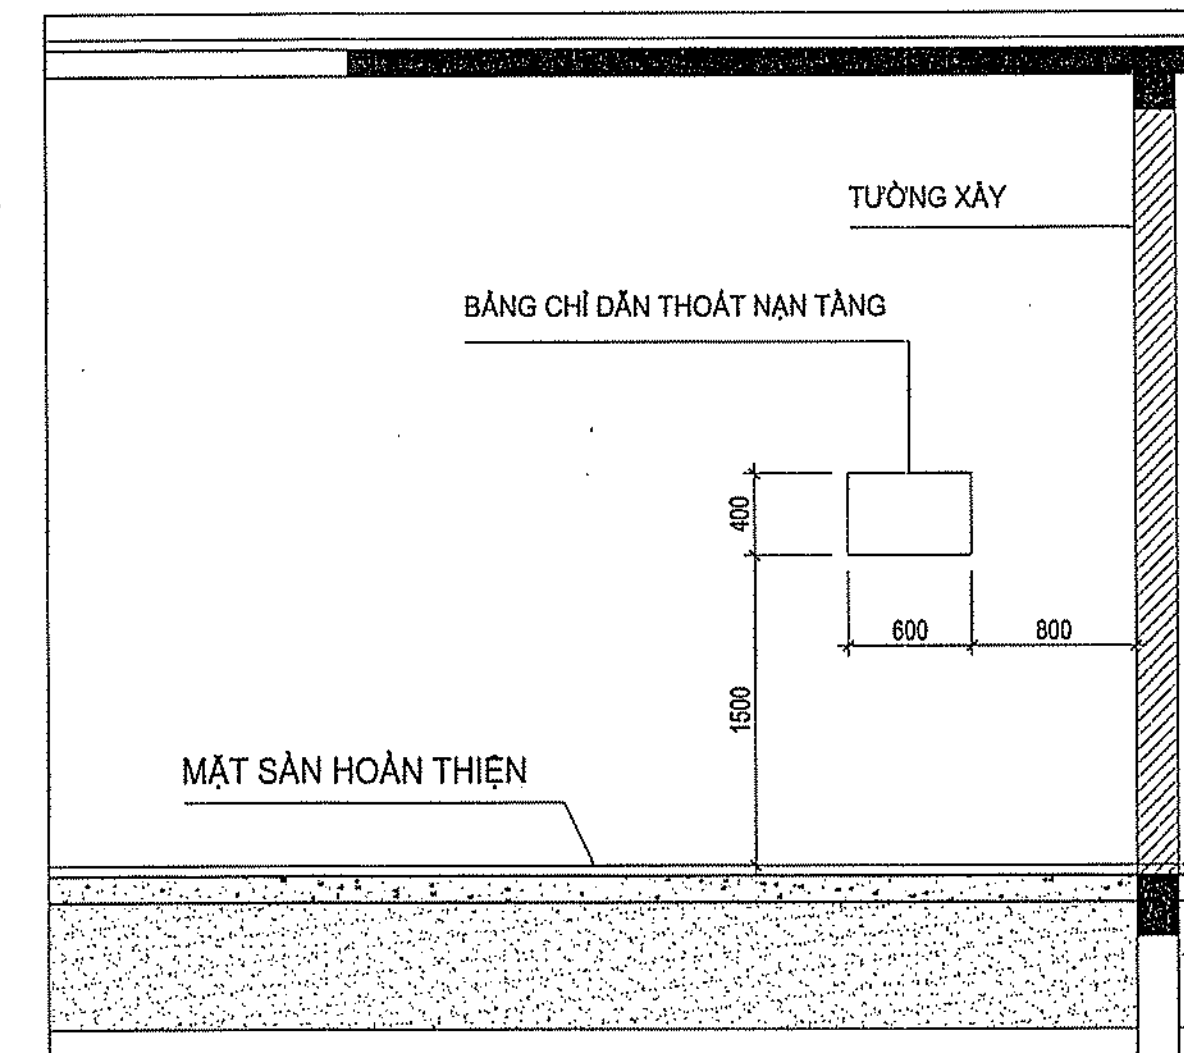 TƯỜNG XÂY
BẢNG CHỈ DẪN THOÁT NẠN TẦNG
400
600
800
1500
MẶT SÀN HOÀN THIỆN